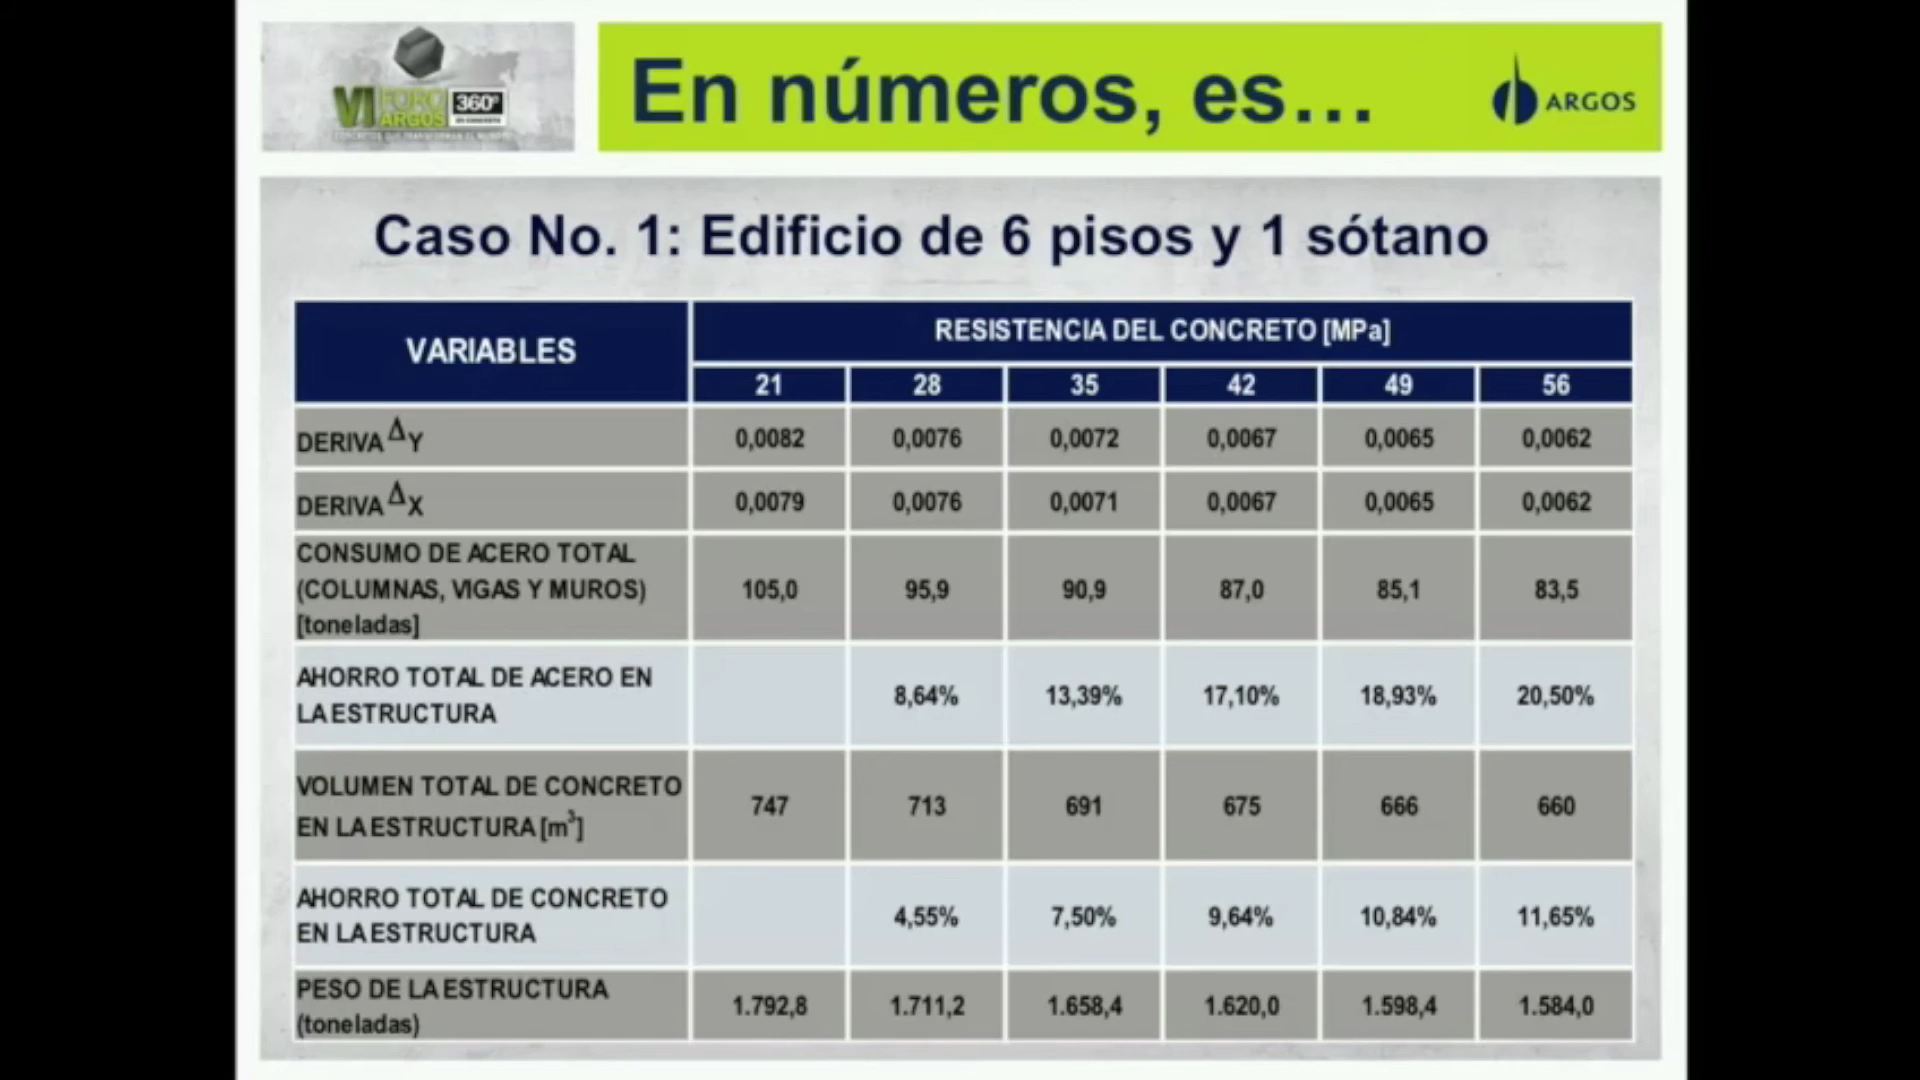 VI FORO ARGOS 360º
EN CONCRETO
En números, es...
ARGOS
Caso No. 1: Edificio de 6 pisos y 1 sótano
VARIABLES
RESISTENCIA DEL CONCRETO [MPa]
21 28 35 42 49 56
DERIVA Δ Y 0,0082 0,0076 0,0072 0,0067 0,0065 0,0062
DERIVA Δ X 0,0079 0,0076 0,0071 0,0067 0,0065 0,0062
CONSUMO DE ACERO TOTAL
(COLUMNAS, VIGAS Y MUROS) 105,0 95,9 90,9 87,0 85,1 83,5
[toneladas]
AHORRO TOTAL DE ACERO EN
LA ESTRUCTURA
8,64% 13,39% 17,10% 18,93% 20,50%
VOLUMEN TOTAL DE CONCRETO
EN LA ESTRUCTURA [m³]
747 713 691 675 666 660
AHORRO TOTAL DE CONCRETO
EN LA ESTRUCTURA
4,55% 7,50% 9,64% 10,84% 11,65%
PESO DE LA ESTRUCTURA
(toneladas)
1.792,8 1.711,2 1.658,4 1.620,0 1.598,4 1.584,0